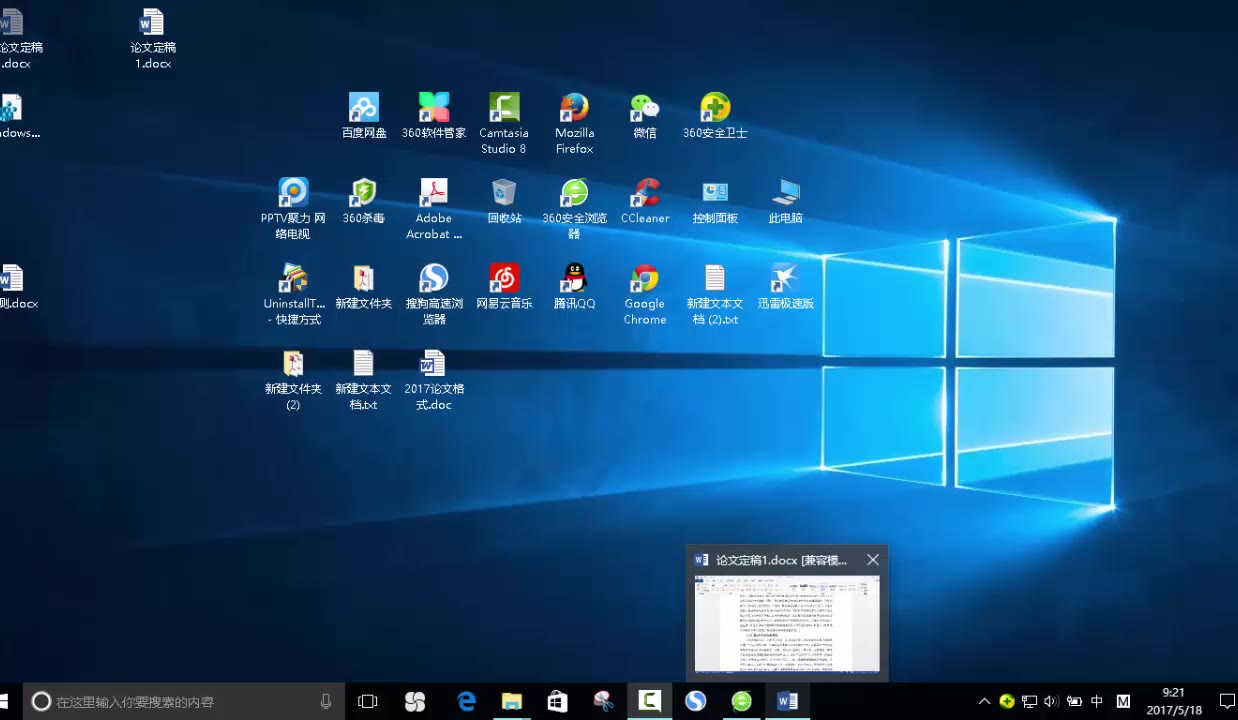 论文定稿
.docx
论文定稿
1.docx
dows...
百度网盘
360软件管家
Camtasia
Studio 8
Mozilla
Firefox
微信
360安全卫士
PPTV聚力 网
络电视
360杀毒
Adobe
Acrobat ...
回收站
360安全浏览
器
CCleaner
控制面板
此电脑
则.docx
UninstallT...
- 快捷方式
新建文件夹
搜狗高速浏
览器
网易云音乐
腾讯QQ
Google
Chrome
新建文本文
档 (2).txt
迅雷极速版
新建文件夹
(2)
新建文本文
档.txt
2017论文格
式.doc
论文定稿1.docx [兼容模...
在这里输入你要搜索的内容
中
M
9:21
2017/5/18